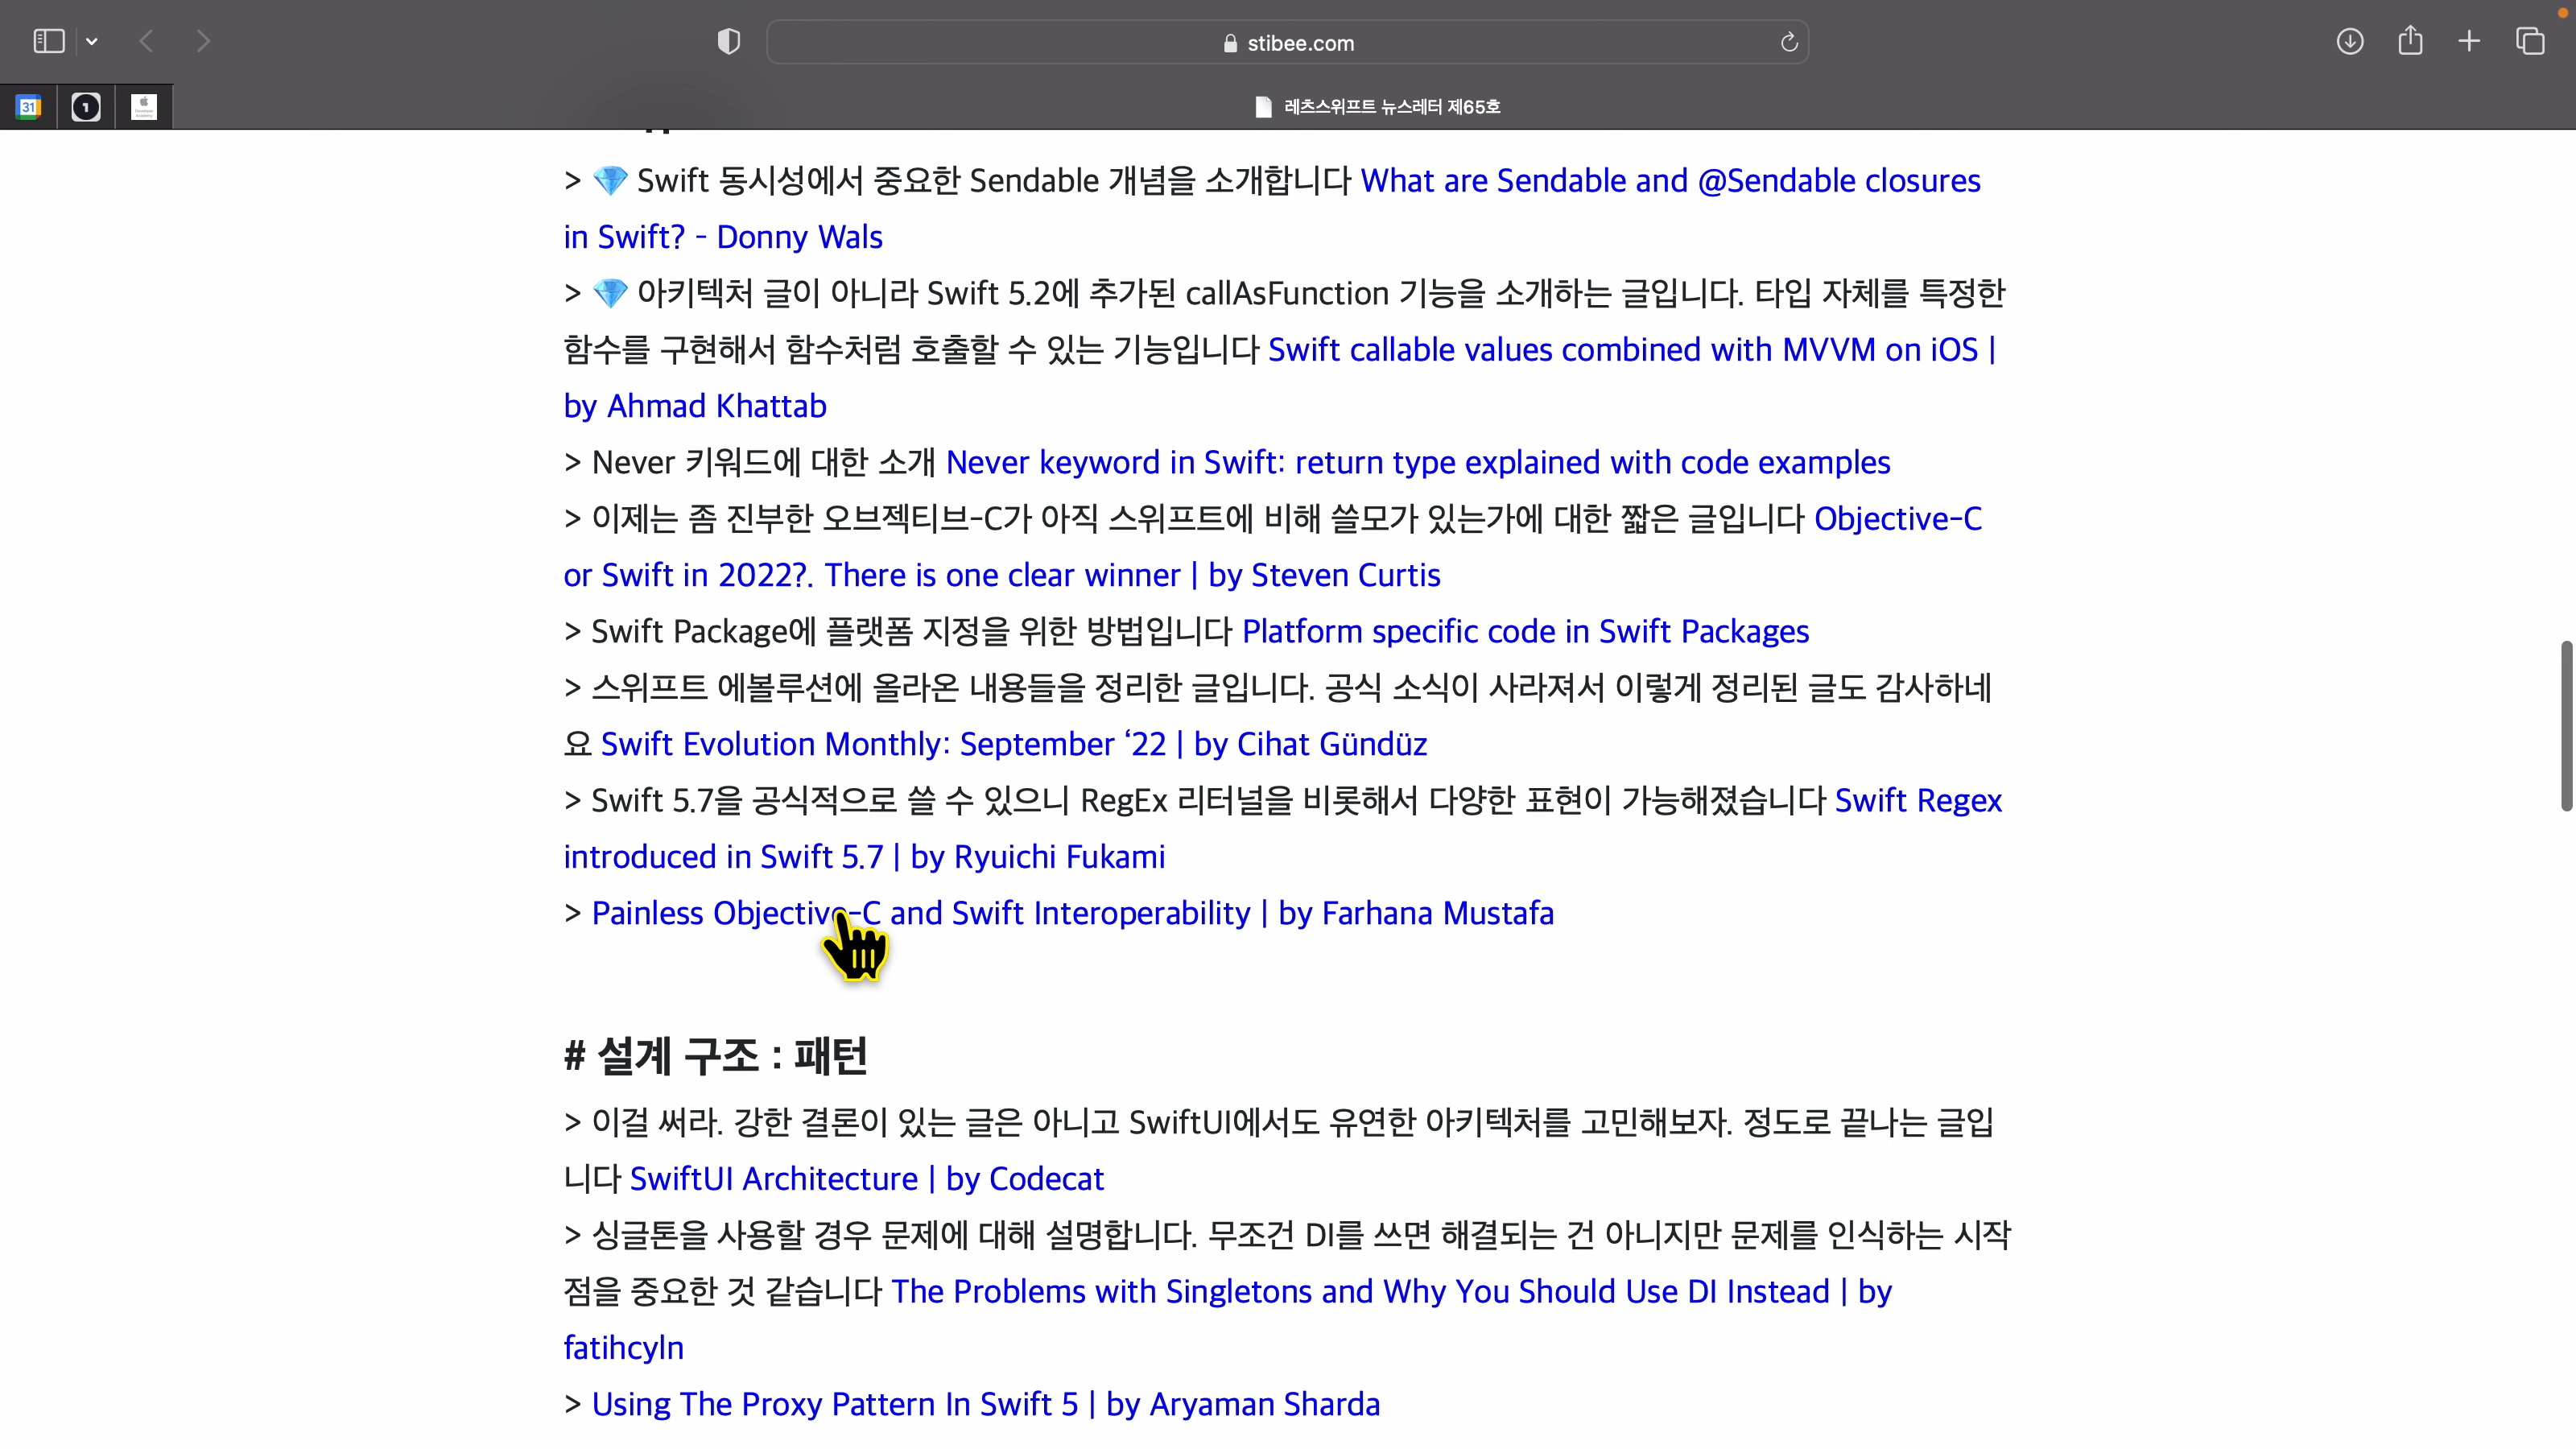 stibee.com
31
1
레츠스위프트 뉴스레터 제65호
> 💎 Swift 동시성에서 중요한 Sendable 개념을 소개합니다 What are Sendable and @Sendable closures
in Swift? - Donny Wals
> 💎 아키텍처 글이 아니라 Swift 5.2에 추가된 callAsFunction 기능을 소개하는 글입니다. 타입 자체를 특정한
함수를 구현해서 함수처럼 호출할 수 있는 기능입니다 Swift callable values combined with MVVM on iOS |
by Ahmad Khattab
> Never 키워드에 대한 소개 Never keyword in Swift: return type explained with code examples
> 이제는 좀 진부한 오브젝티브-C가 아직 스위프트에 비해 쓸모가 있는가에 대한 짧은 글입니다 Objective-C
or Swift in 2022?. There is one clear winner | by Steven Curtis
> Swift Package에 플랫폼 지정을 위한 방법입니다 Platform specific code in Swift Packages
> 스위프트 에볼루션에 올라온 내용들을 정리한 글입니다. 공식 소식이 사라져서 이렇게 정리된 글도 감사하네
요 Swift Evolution Monthly: September ‘22 | by Cihat Gündüz
> Swift 5.7을 공식적으로 쓸 수 있으니 RegEx 리터널을 비롯해서 다양한 표현이 가능해졌습니다 Swift Regex
introduced in Swift 5.7 | by Ryuichi Fukami
> Painless Objective-C and Swift Interoperability | by Farhana Mustafa
# 설계 구조 : 패턴
> 이걸 써라. 강한 결론이 있는 글은 아니고 SwiftUI에서도 유연한 아키텍처를 고민해보자. 정도로 끝나는 글입
니다 SwiftUI Architecture | by Codecat
> 싱글톤을 사용할 경우 문제에 대해 설명합니다. 무조건 DI를 쓰면 해결되는 건 아니지만 문제를 인식하는 시작
점을 중요한 것 같습니다 The Problems with Singletons and Why You Should Use DI Instead | by
fatihcyln
> Using The Proxy Pattern In Swift 5 | by Aryaman Sharda